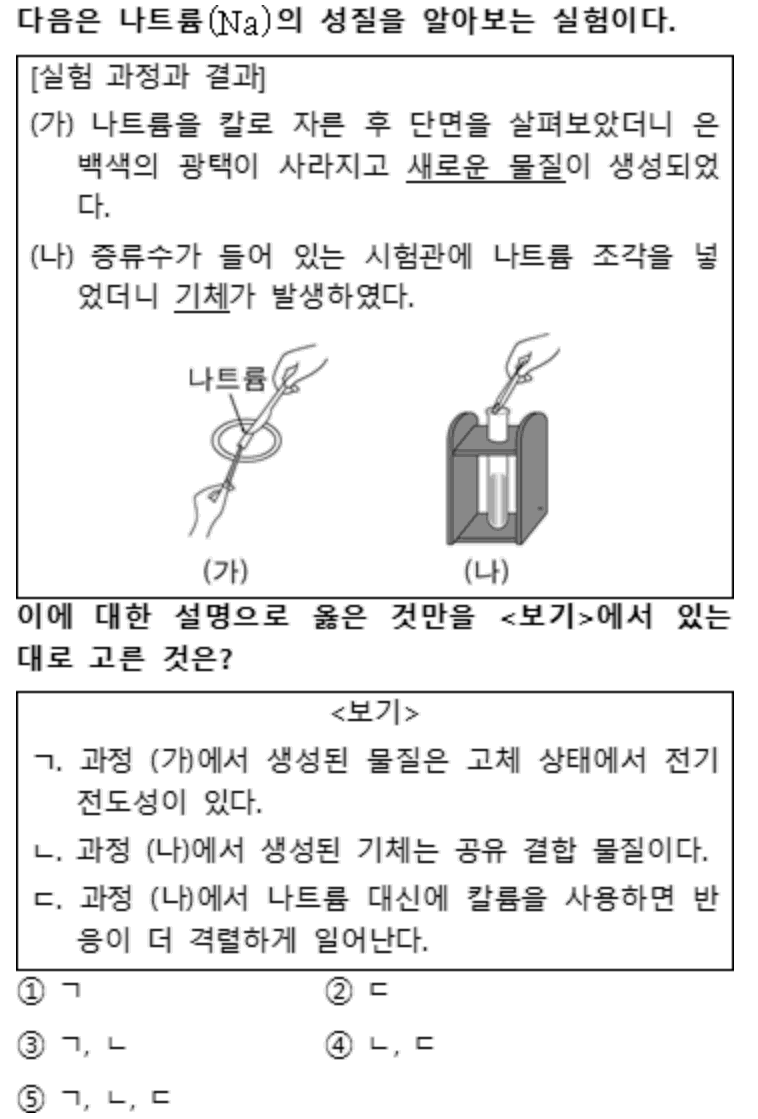 다음은 나트륨(Na)의 성질을 알아보는 실험이다.
[실험 과정과 결과]
(가) 나트륨을 칼로 자른 후 단면을 살펴보았더니 은
백색의 광택이 사라지고 새로운 물질이 생성되었
다.
(나) 증류수가 들어 있는 시험관에 나트륨 조각을 넣
었더니 기체가 발생하였다.
나트륨
(가) (나)
이에 대한 설명으로 옳은 것만을 <보기>에서 있는
대로 고른 것은?
<보기>
ㄱ. 과정 (가)에서 생성된 물질은 고체 상태에서 전기
전도성이 있다.
ㄴ. 과정 (나)에서 생성된 기체는 공유 결합 물질이다.
ㄷ. 과정 (나)에서 나트륨 대신에 칼륨을 사용하면 반
응이 더 격렬하게 일어난다.
① ㄱ ② ㄷ
③ ㄱ, ㄴ ④ ㄴ, ㄷ
⑤ ㄱ, ㄴ, ㄷ